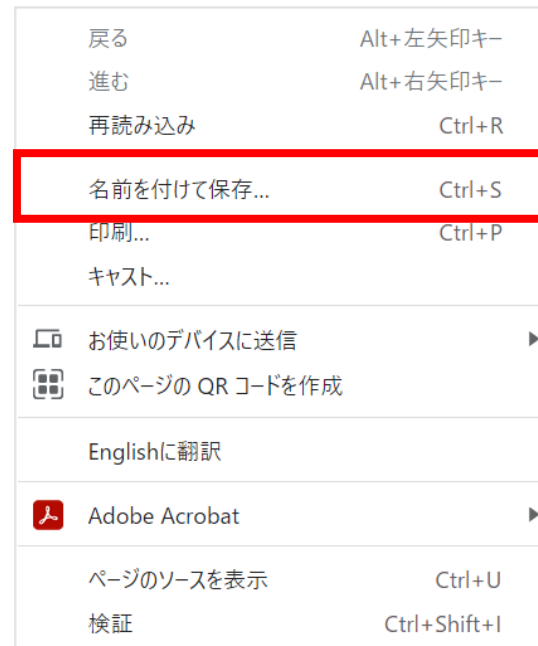 戻る Alt+左矢印キー
進む Alt+右矢印キー
再読み込み Ctrl+R
名前を付けて保存... Ctrl+S
印刷... Ctrl+P
キャスト...
お使いのデバイスに送信
このページの QR コードを作成
Englishに翻訳
Adobe Acrobat
ページのソースを表示 Ctrl+U
検証 Ctrl+Shift+I